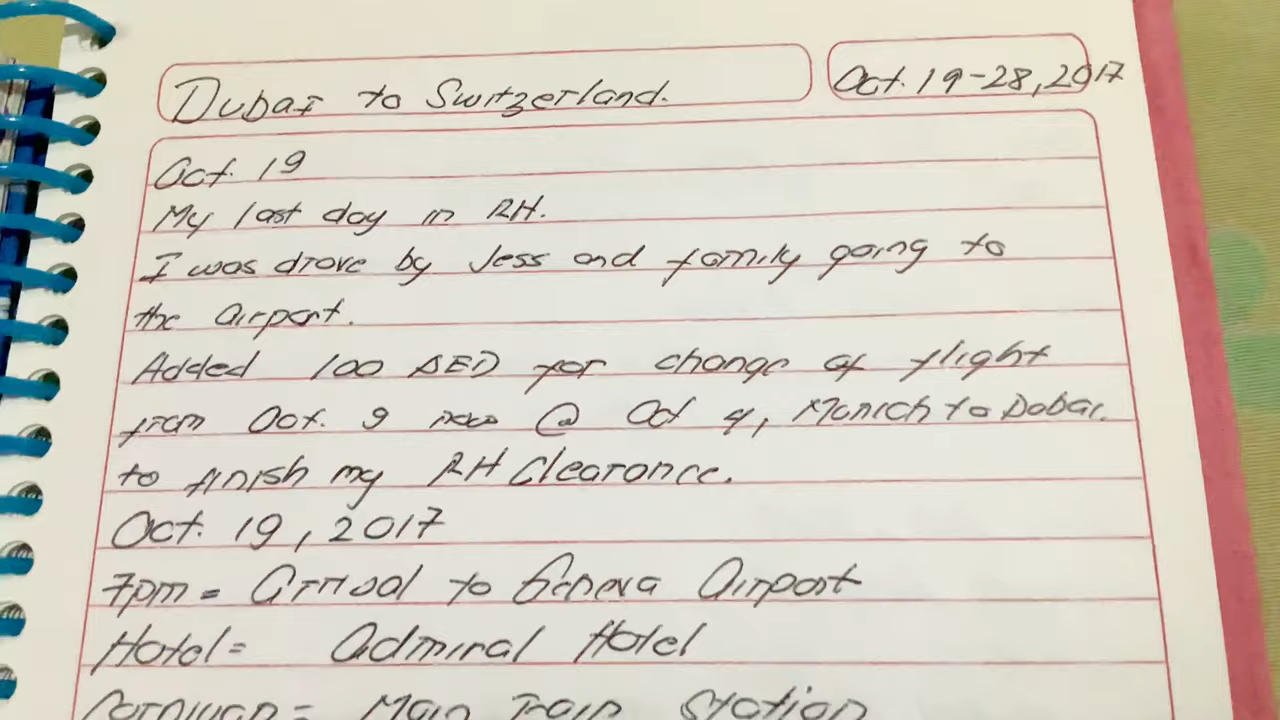 Dubai to Switzerland.
Oct. 19-28, 2017
Oct. 19
My last day in RH.
I was drove by Jess and family going to
the airport.
Added 100 AED for change of flight
from Oct. 9 @ Oct 4, Munich to Dubai.
to finish my RH Clearance.
Oct. 19, 2017
7pm = Arrival to Geneva Airport
Hotel = Admiral Hotel
= Main Train Station